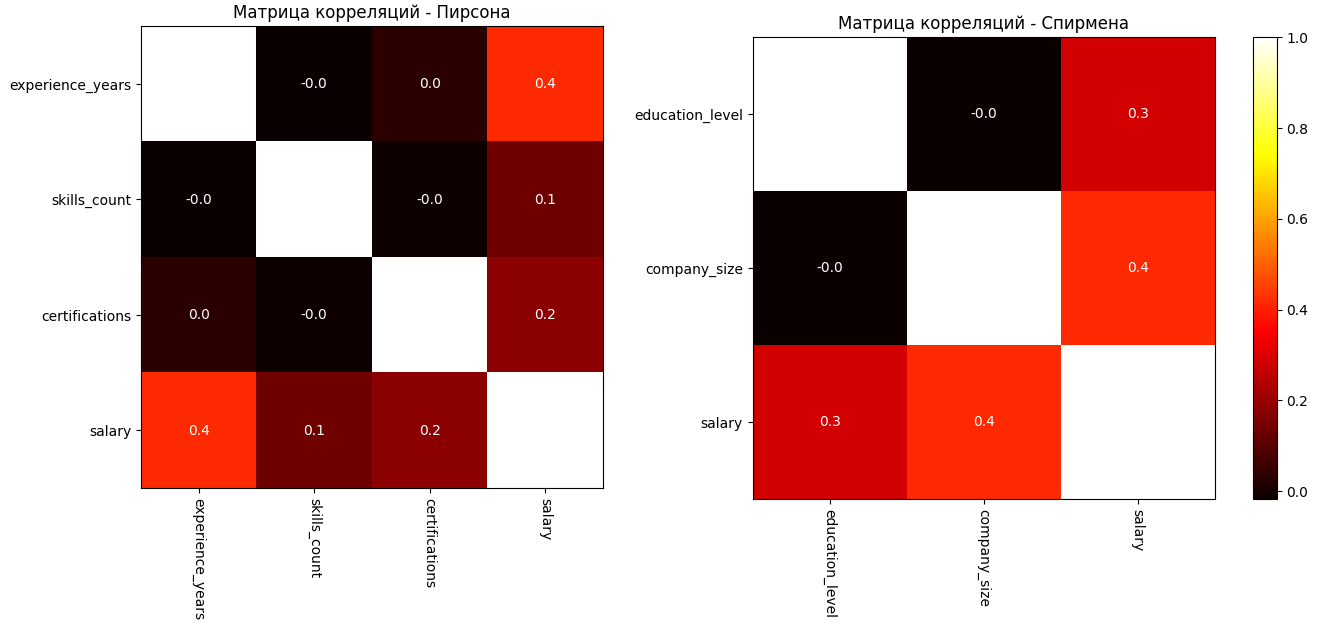 Матрица корреляций - Пирсона
experience_years -0.0 0.0 0.4
skills_count -0.0 -0.0 0.1
certifications 0.0 -0.0 0.2
salary 0.4 0.1 0.2
experience_years
skills_count
certifications
salary
Матрица корреляций - Спирмена
education_level -0.0 0.3
company_size -0.0 0.4
salary 0.3 0.4
education_level
company_size
salary
1.0
0.8
0.6
0.4
0.2
0.0